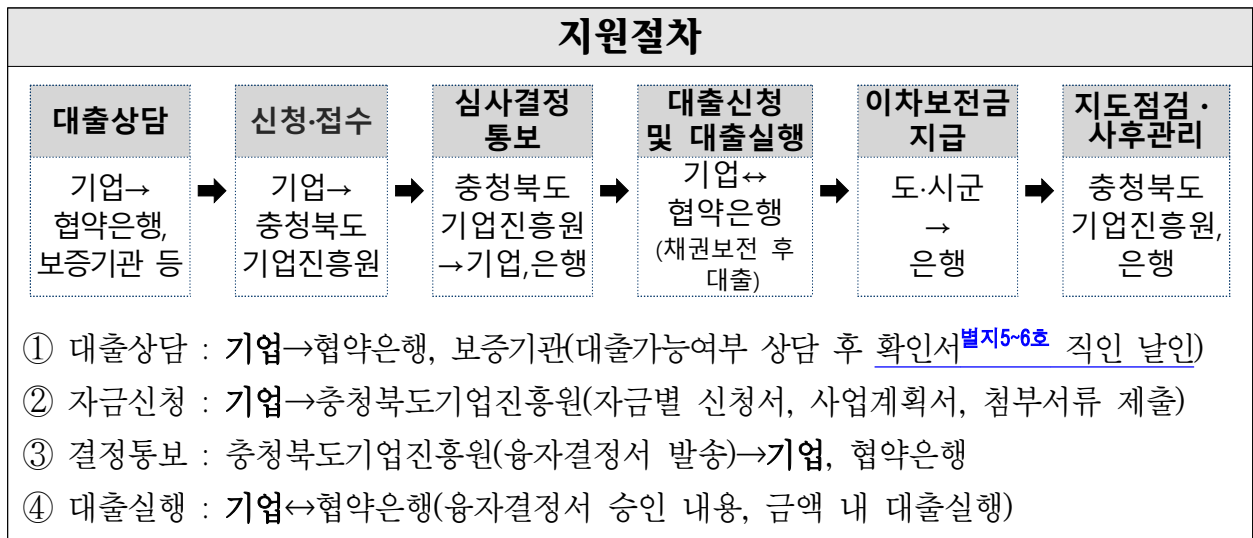 지원절차
대출상담
기업→
협약은행,
보증기관 등
➡
신청·접수
기업→
충청북도
기업진흥원
➡
심사결정
통보
충청북도
기업진흥원
→기업,은행
➡
대출신청
및 대출실행
기업↔
협약은행
(채권보전 후
대출)
➡
이차보전금
지급
도·시군
→
은행
➡
지도점검·
사후관리
충청북도
기업진흥원,
은행
① 대출상담 : 기업→협약은행, 보증기관(대출가능여부 상담 후 확인서별지5~6호 직인 날인)
② 자금신청 : 기업→충청북도기업진흥원(자금별 신청서, 사업계획서, 첨부서류 제출)
③ 결정통보 : 충청북도기업진흥원(융자결정서 발송)→기업, 협약은행
④ 대출실행 : 기업↔협약은행(융자결정서 승인 내용, 금액 내 대출실행)